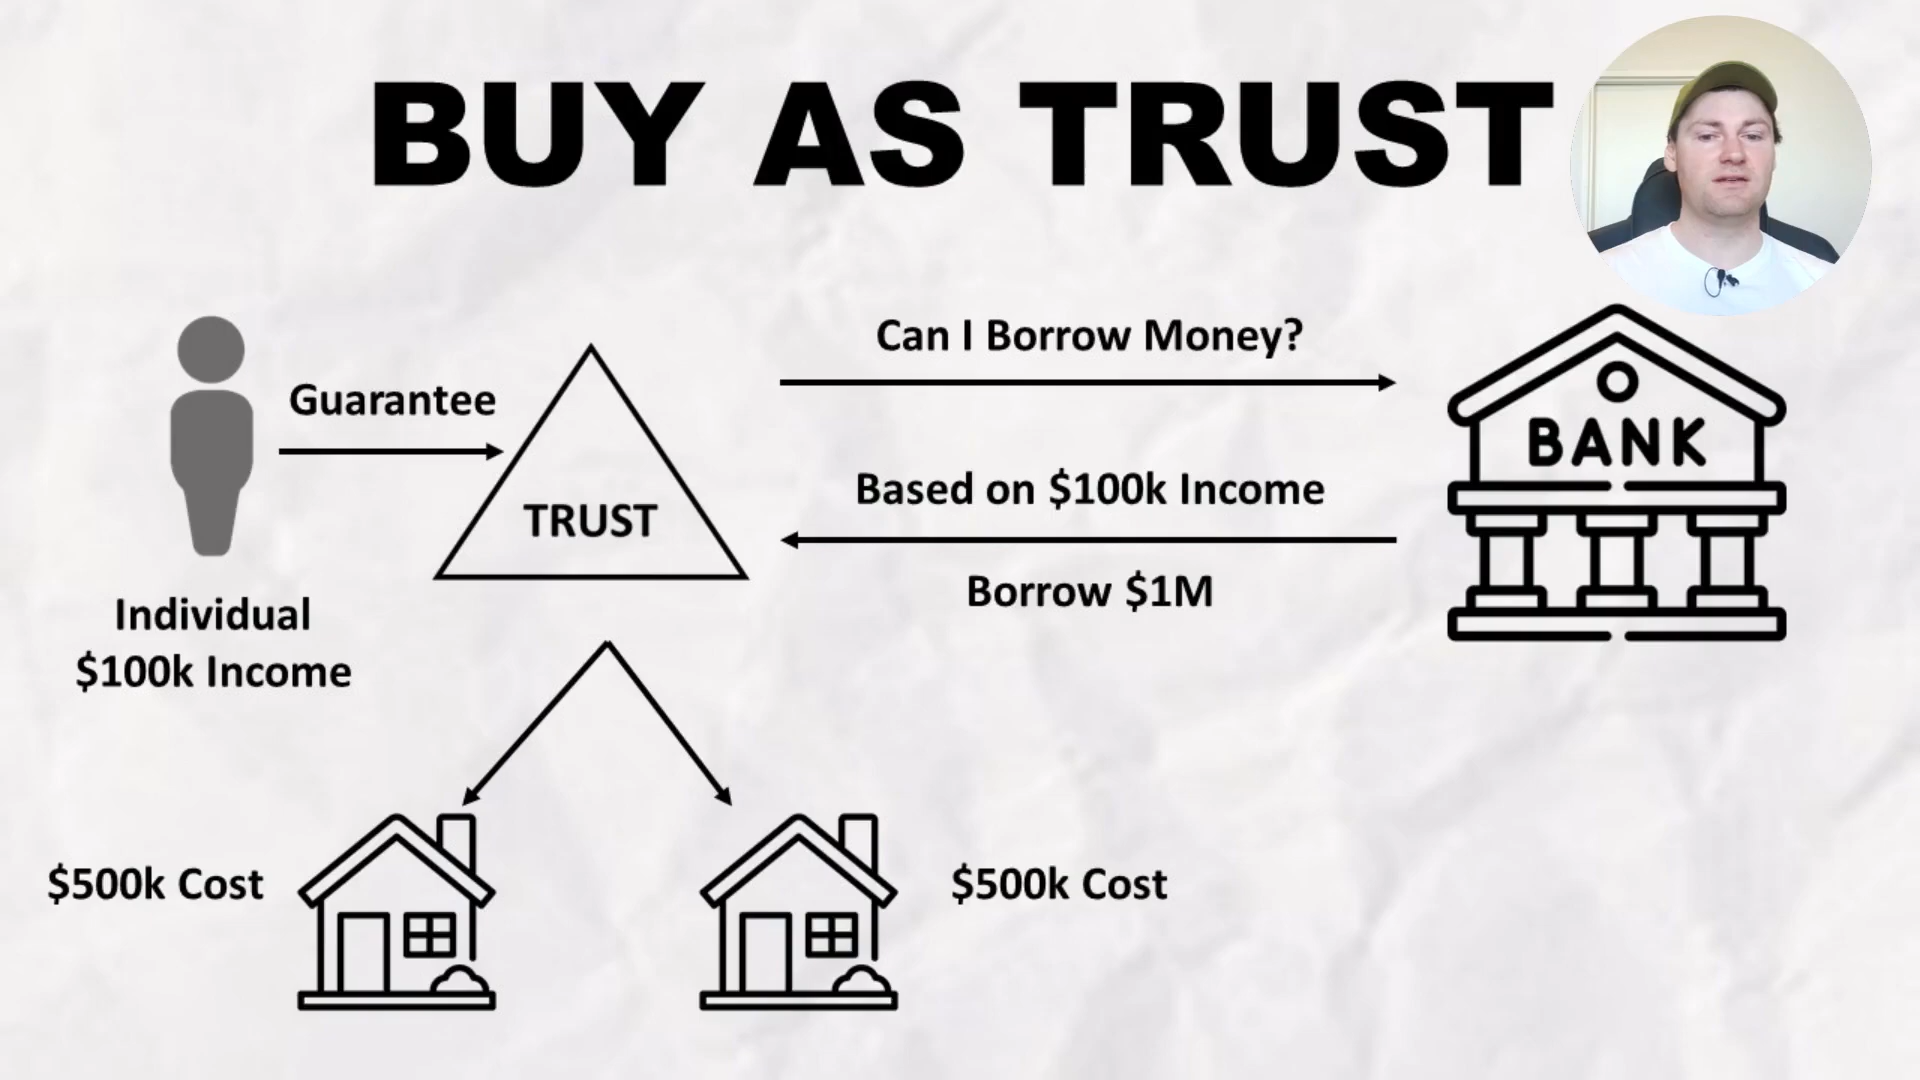 BUY AS TRUST
Can I Borrow Money?
Guarantee
BANK
Based on $100k Income
TRUST
Borrow $1M
Individual
$100k Income
$500k Cost
$500k Cost